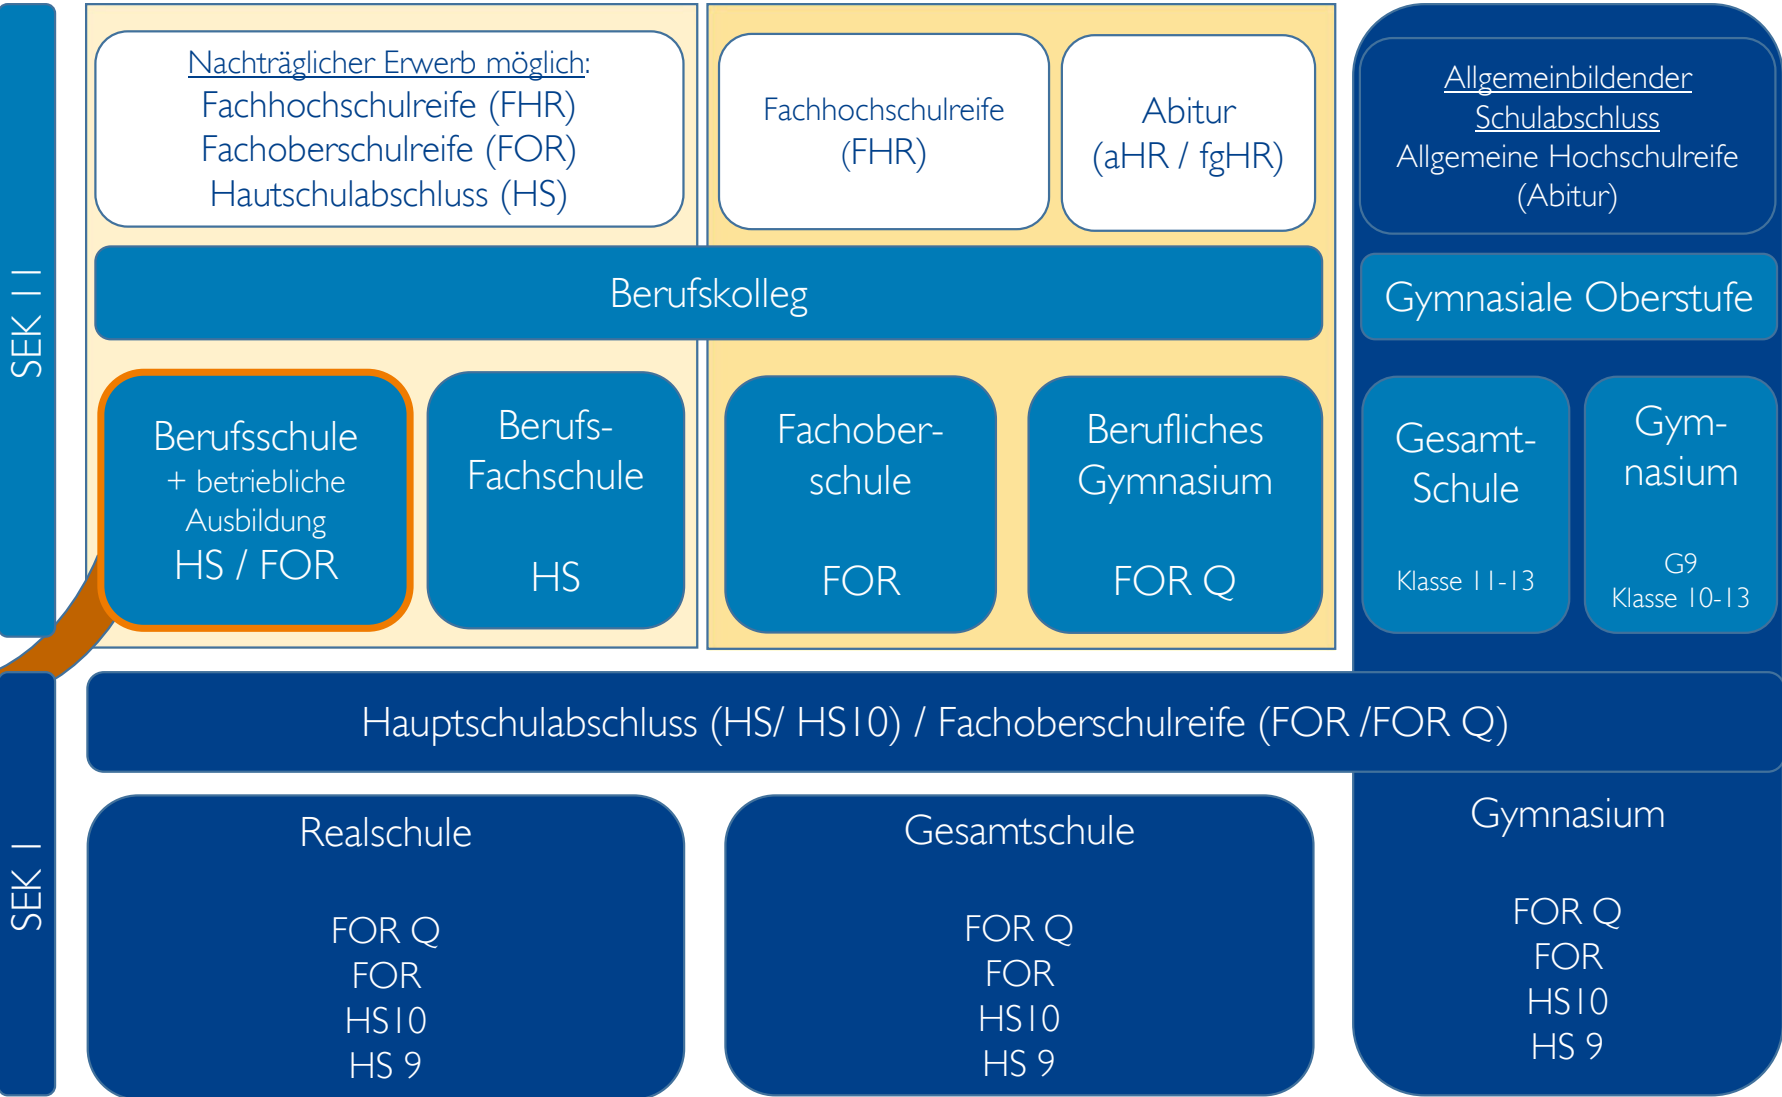 SEK II
Nachträglicher Erwerb möglich:
Fachhochschulreife (FHR)
Fachoberschulreife (FOR)
Hautschulabschluss (HS)
Fachhochschulreife
(FHR)
Abitur
(aHR / fgHR)
Allgemeinbildender
Schulabschluss
Allgemeine Hochschulreife
(Abitur)
Berufskolleg
Gymnasiale Oberstufe
Berufsschule
+ betriebliche
Ausbildung
HS / FOR
Berufs-
Fachschule
HS
Fachober-
schule
FOR
Berufliches
Gymnasium
FOR Q
Gesamt-
Schule
Klasse 11-13
Gym-
nasium
G9
Klasse 10-13
SEK I
Hauptschulabschluss (HS/ HS10) / Fachoberschulreife (FOR /FOR Q)
Realschule
FOR Q
FOR
HS10
HS 9
Gesamtschule
FOR Q
FOR
HS10
HS 9
Gymnasium
FOR Q
FOR
HS10
HS 9